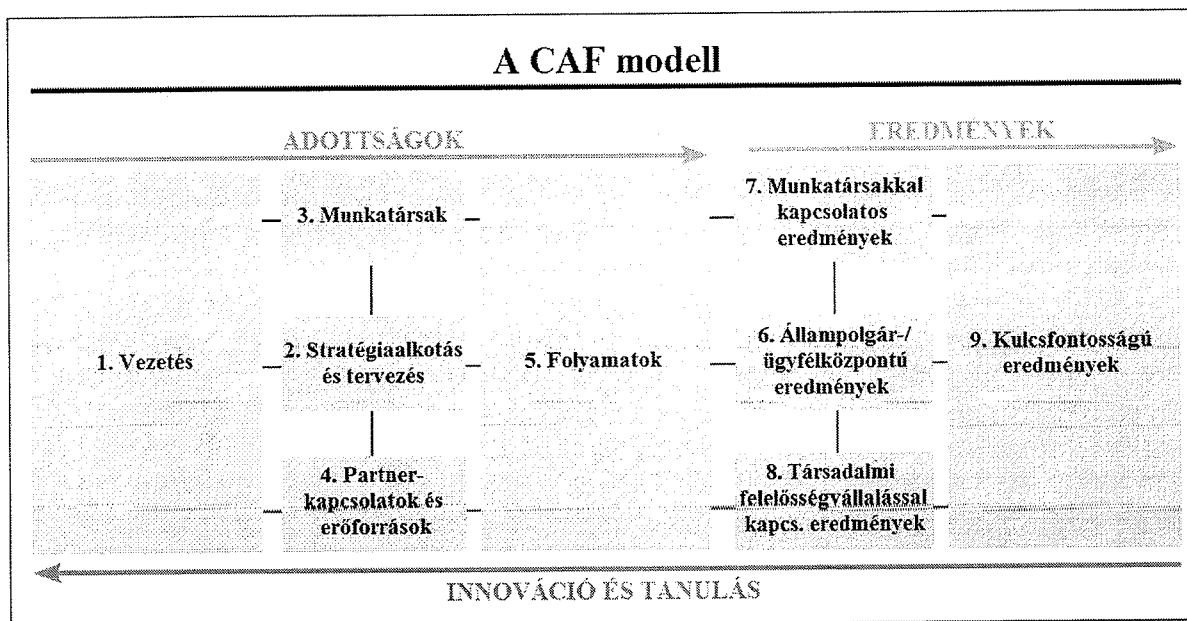 A CAF modell
ADOTTSÁGOK
EREDMÉNYEK
1. Vezetés
3. Munkatársak
2. Stratégiaalkotás
és tervezés
4. Partner-
kapcsolatok és
erőforrások
5. Folyamatok
7. Munkatársakkal
kapcsolatos
eredmények
6. Állampolgár-/
ügyfélközpontú
eredmények
8. Társadalmi
felelősségvállalással
kapcs. eredmények
9. Kulcsfontosságú
eredmények
INNOVÁCIÓ ÉS TANULÁS